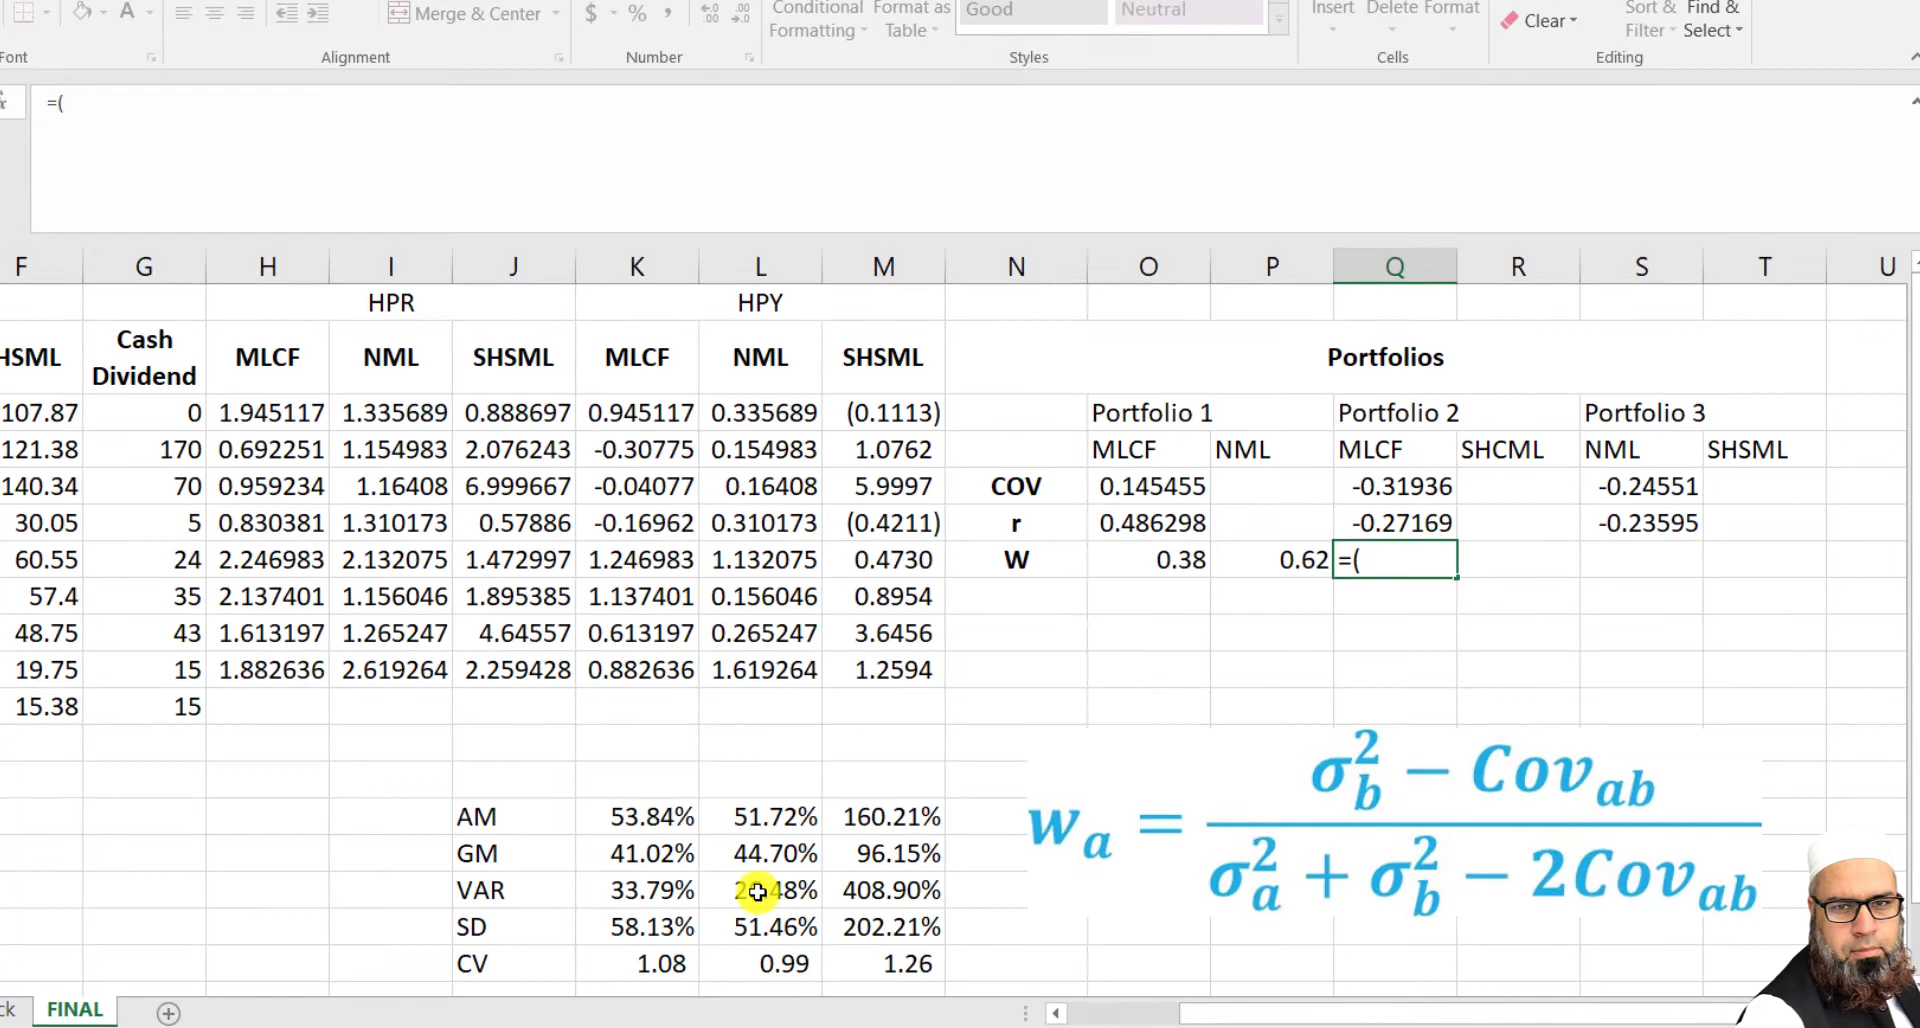 Merge & Center
$ % ,
Conditional
Formatting
Format as
Table
Good
Neutral
Insert Delete Format
Clear
Sort &
Filter
Find &
Select
Font
Alignment
Number
Styles
Cells
Editing
=(
F G H I J K L M N O P Q R S T U
HPR HPY
HSML Cash Dividend MLCF NML SHSML MLCF NML SHSML Portfolios
107.87 0 1.945117 1.335689 0.888697 0.945117 0.335689 (0.1113) Portfolio 1 Portfolio 2 Portfolio 3
121.38 170 0.692251 1.154983 2.076243 -0.30775 0.154983 1.0762 MLCF NML MLCF SHCML NML SHSML
140.34 70 0.959234 1.16408 6.999667 -0.04077 0.16408 5.9997 COV 0.145455 -0.31936 -0.24551
30.05 5 0.830381 1.310173 0.57886 -0.16962 0.310173 (0.4211) r 0.486298 -0.27169 -0.23595
60.55 24 2.246983 2.132075 1.472997 1.246983 1.132075 0.4730 W 0.38 0.62 =(
57.4 35 2.137401 1.156046 1.895385 1.137401 0.156046 0.8954
48.75 43 1.613197 1.265247 4.64557 0.613197 0.265247 3.6456
19.75 15 1.882636 2.619264 2.259428 0.882636 1.619264 1.2594
15.38 15
AM 53.84% 51.72% 160.21%
GM 41.02% 44.70% 96.15%
VAR 33.79% 408.90%
SD 58.13% 51.46% 202.21%
CV 1.08 0.99 1.26
σ²b − Cov ab
w a =
σ²a + σ²b − 2Cov ab
FINAL